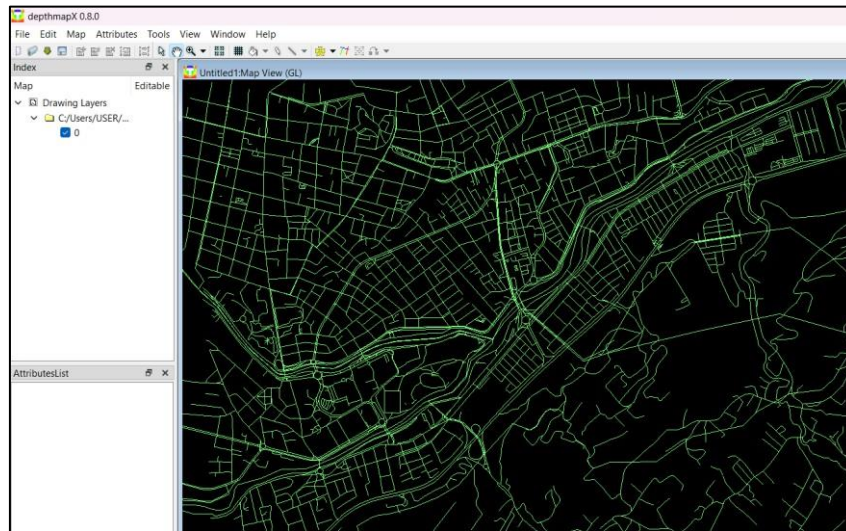 depthmapX 0.8.0
File Edit Map Attributes Tools View Window Help
Index
Untitled1:Map View (GL)
Map Editable
Drawing Layers
C:/Users/USER/...
0
AttributesList